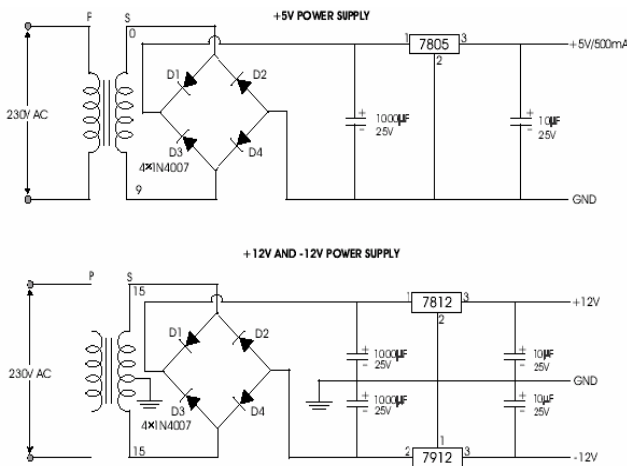 +5V POWER SUPPLY
P
S
0
1
7805
3
+5V/500mA
2
D1
D2
230V AC
1000µF
25V
10µF
25V
D3
D4
4×1N4007
9
GND
+12V AND -12V POWER SUPPLY
P
S
15
1
7812
3
+12V
2
D1
D2
1000µF
25V
10µF
25V
230V AC
GND
D3
D4
1000µF
25V
10µF
25V
4×1N4007
1
15
2
7912
3
-12V